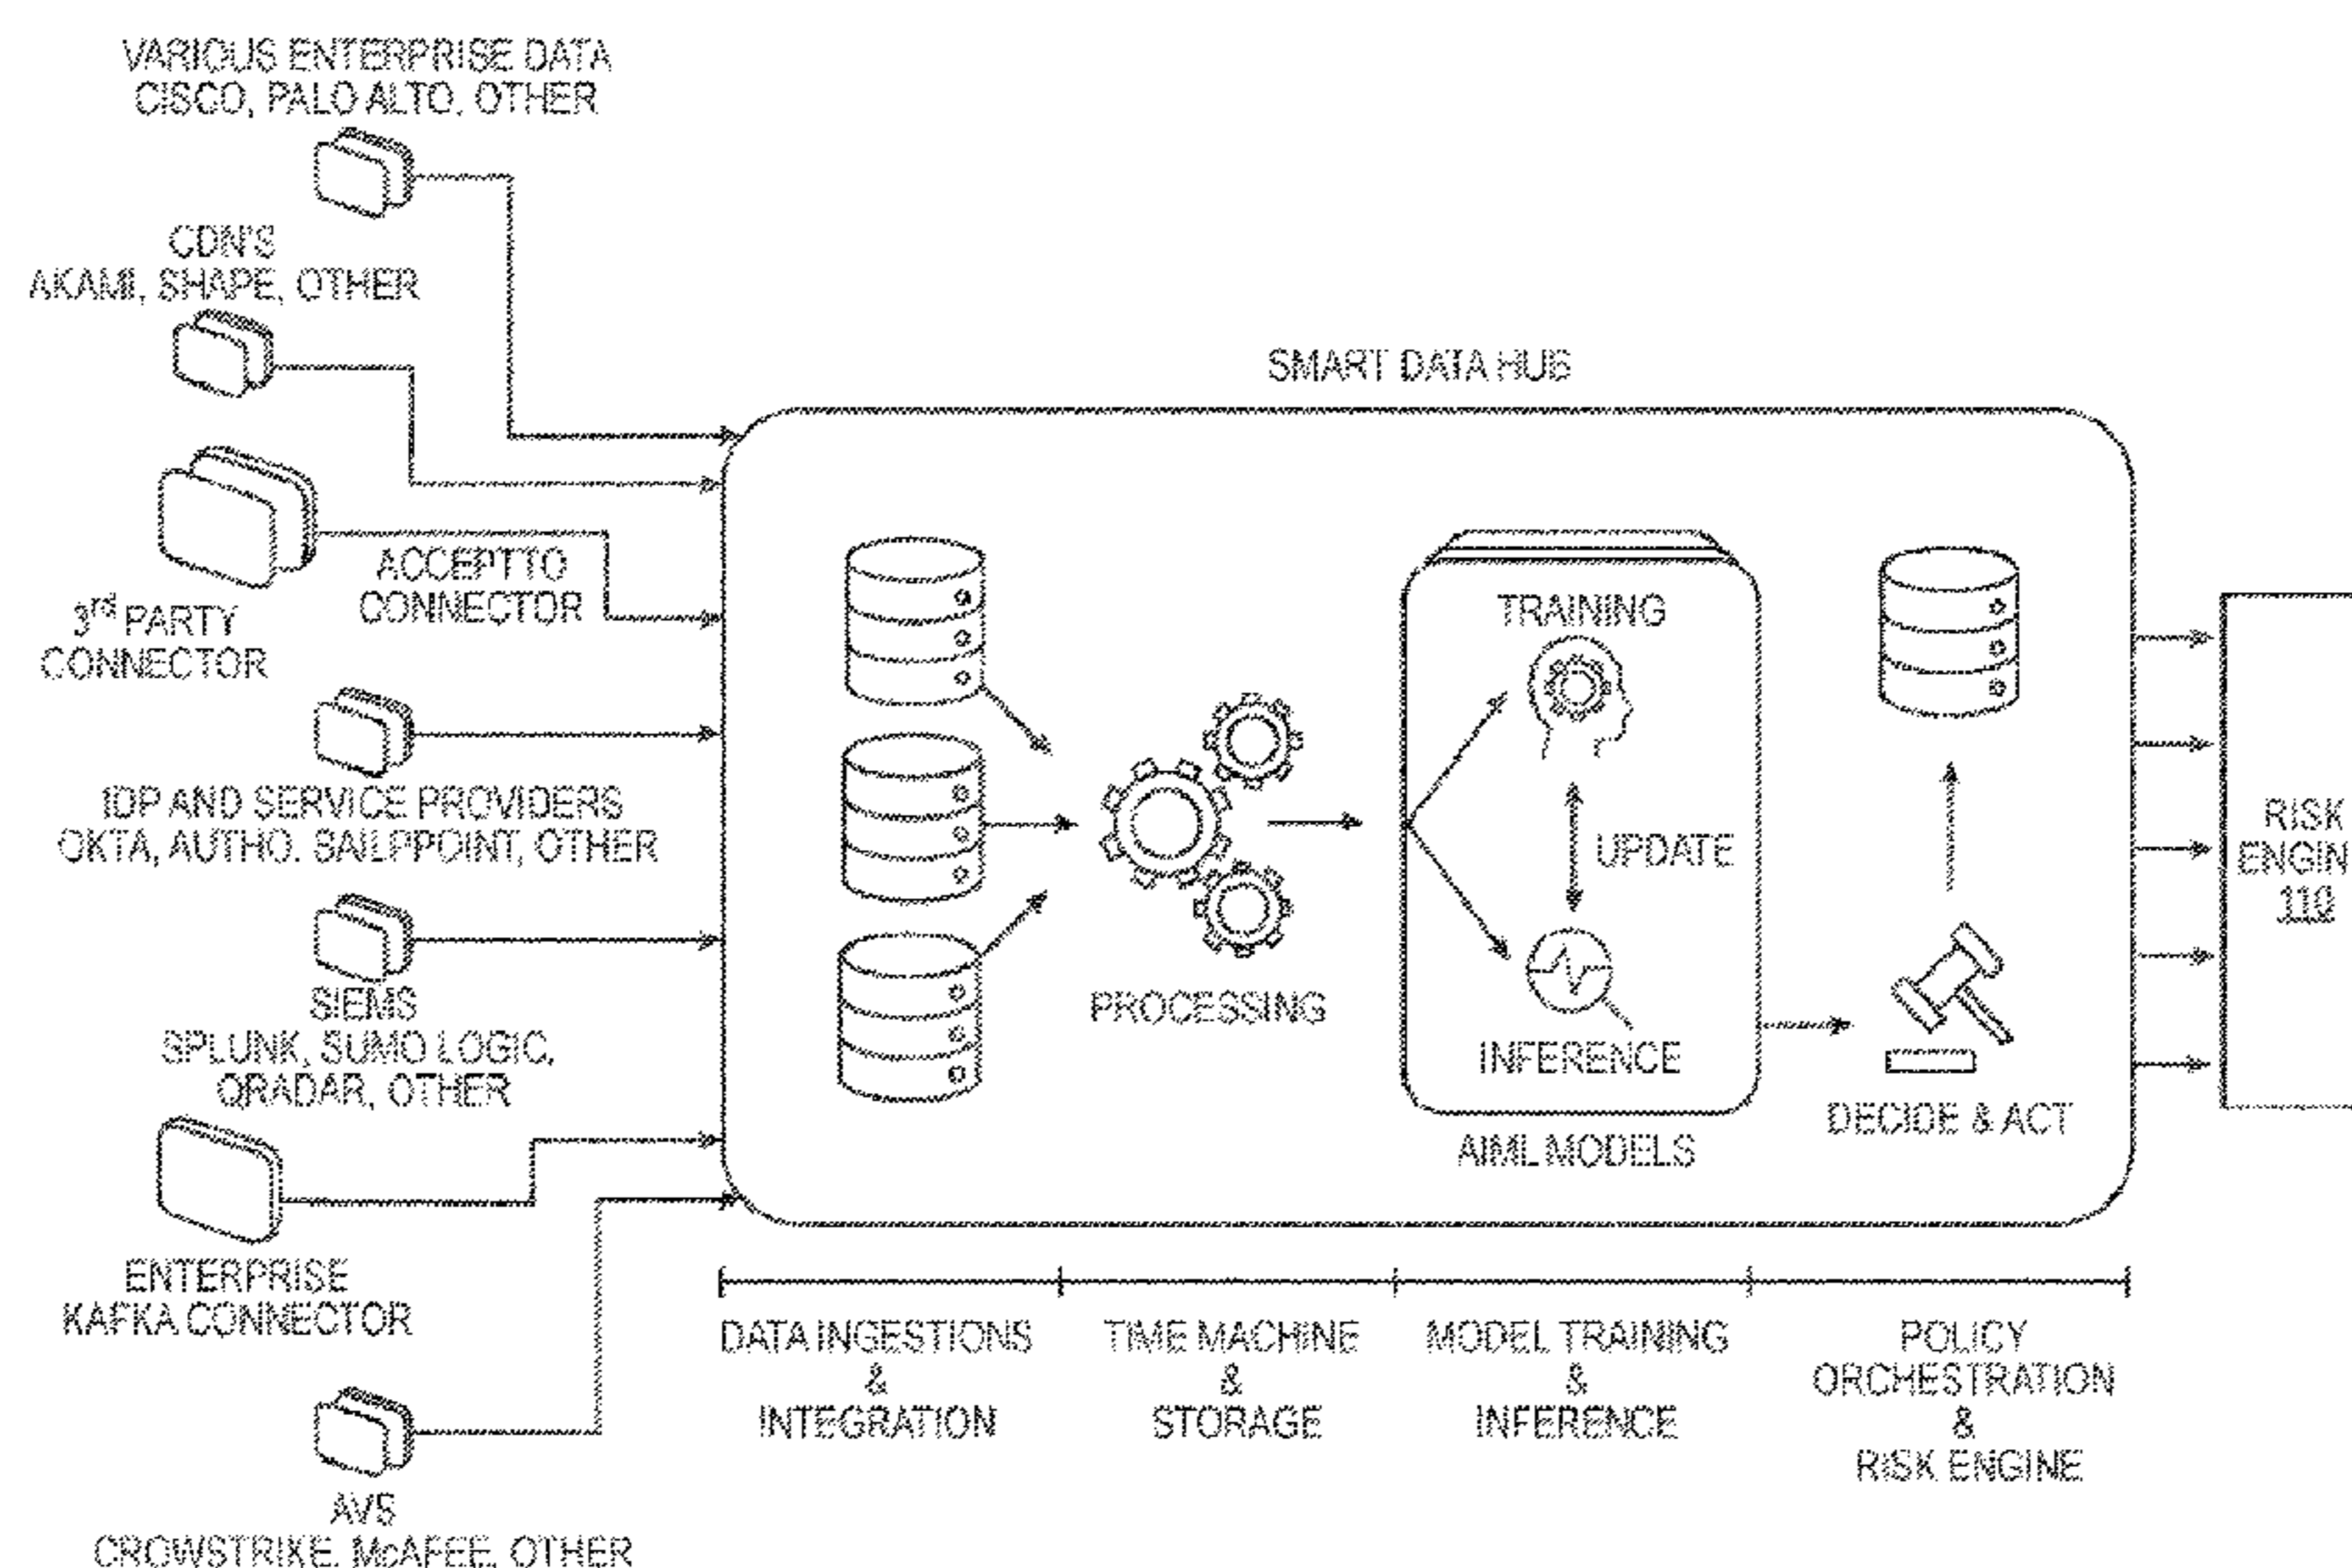 VARIOUS ENTERPRISE DATA
CISCO, PALO ALTO, OTHER
CDN'S
AKAMII, SHAPE, OTHER
3rd PARTY
CONNECTOR
ACCEPTTO
CONNECTOR
IDP AND SERVICE PROVIDERS
OKTA, AUTHO. SAILPPOINT, OTHER
SIEMS
SPLUNK, SUMO LOGIC,
QRADAR, OTHER
ENTERPRISE
KAFKA CONNECTOR
AVS
CROWSTRIKE, McAFEE, OTHER
SMART DATA HUB
PROCESSING
TRAINING
UPDATE
INFERENCE
AIML MODELS
DECIDE & ACT
RISK
ENGIN
110
DATA INGESTIONS
&
INTEGRATION
TIME MACHINE
&
STORAGE
MODEL TRAINING
&
INFERENCE
POLICY
ORCHESTRATION
&
RISK ENGINE